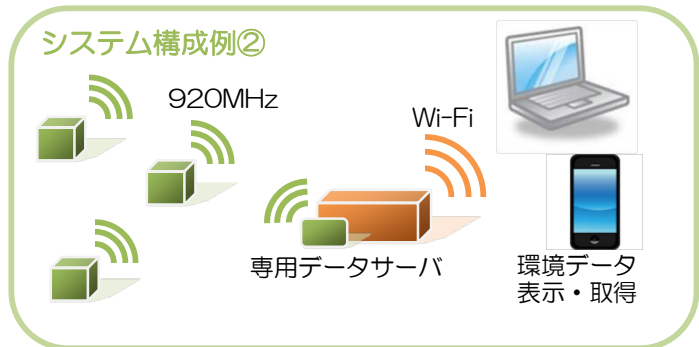 システム構成例②
920MHz
Wi-Fi
専用データサーバ
環境データ
表示・取得